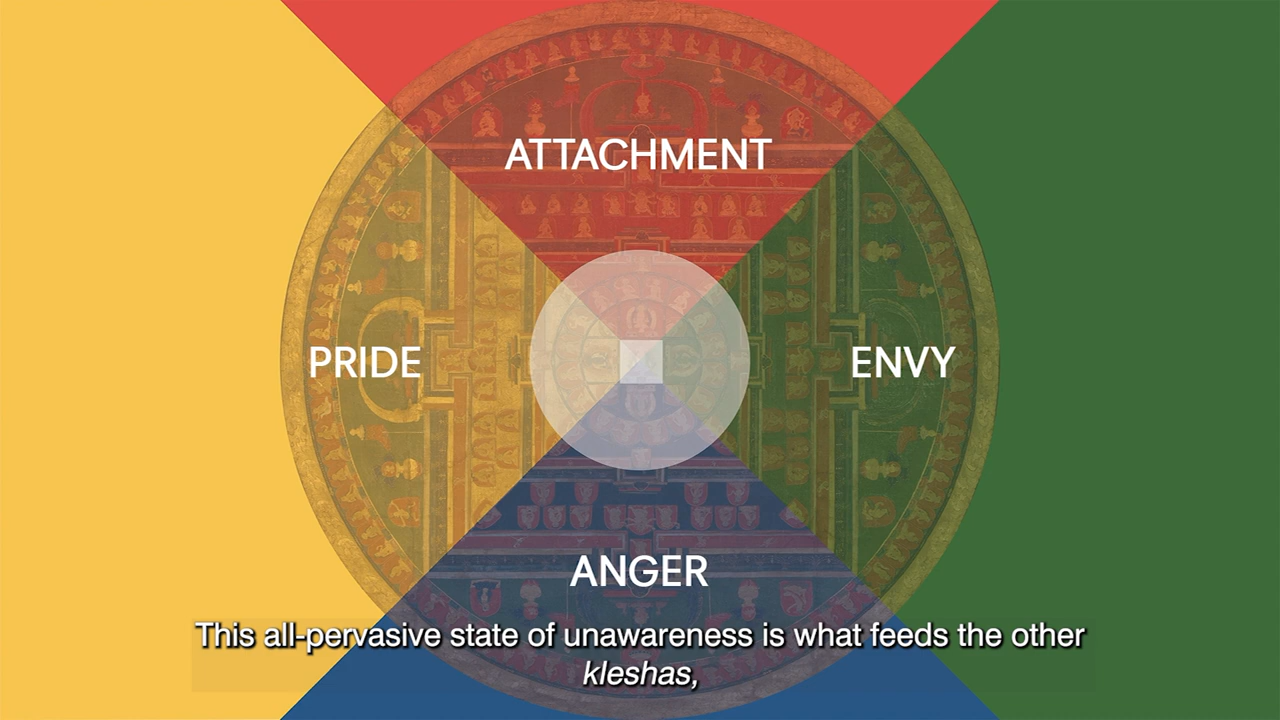 ATTACHMENT
PRIDE
ENVY
ANGER
This all-pervasive state of unawareness is what feeds the other
kleshas,